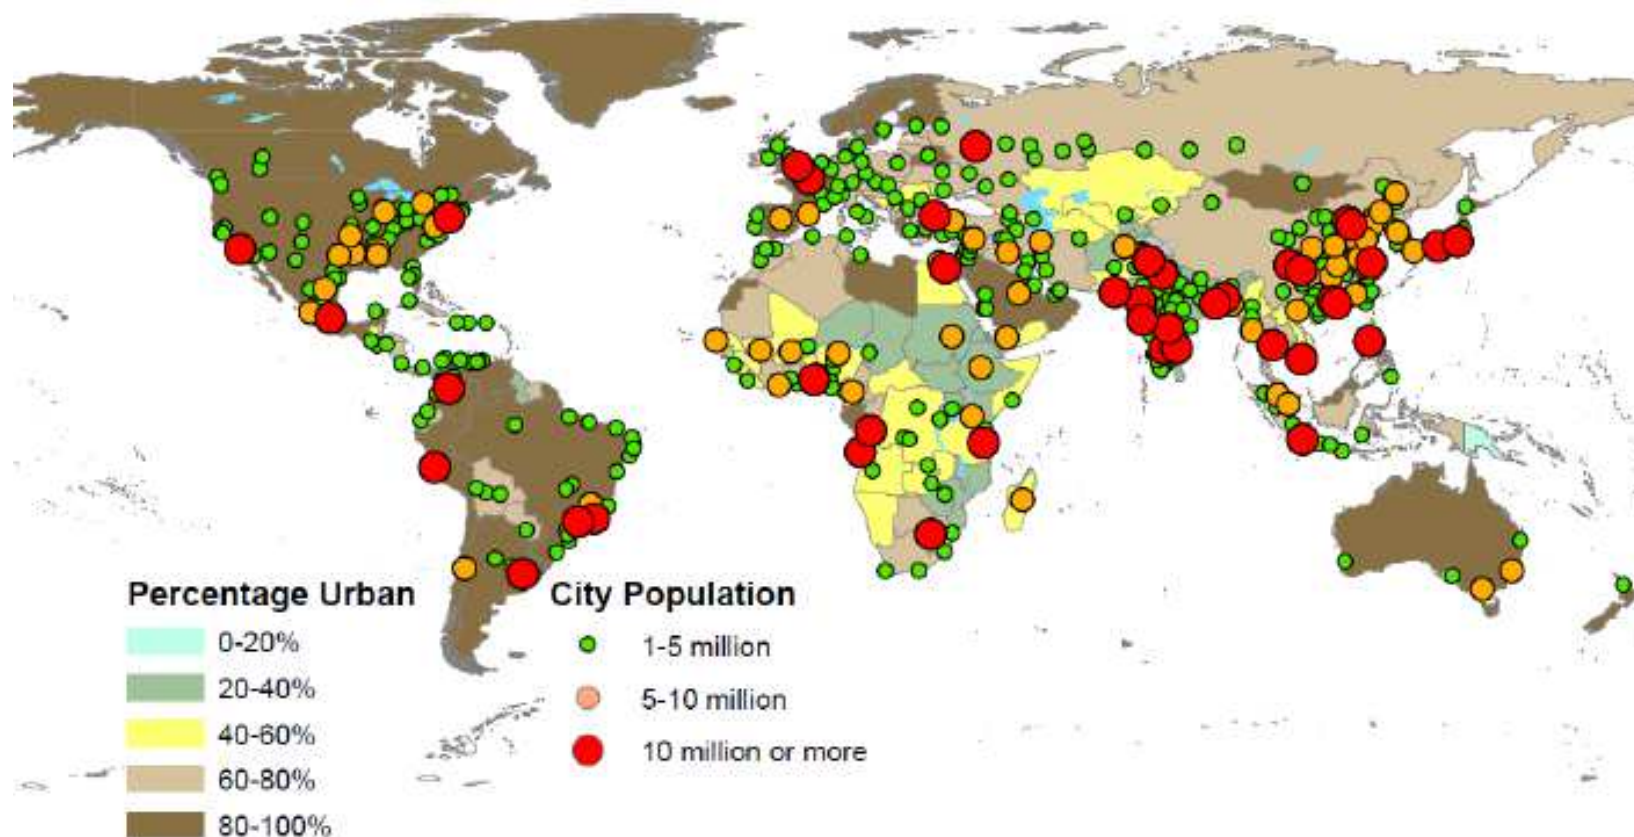 Percentage Urban
0-20%
20-40%
40-60%
60-80%
80-100%
City Population
1-5 million
5-10 million
10 million or more